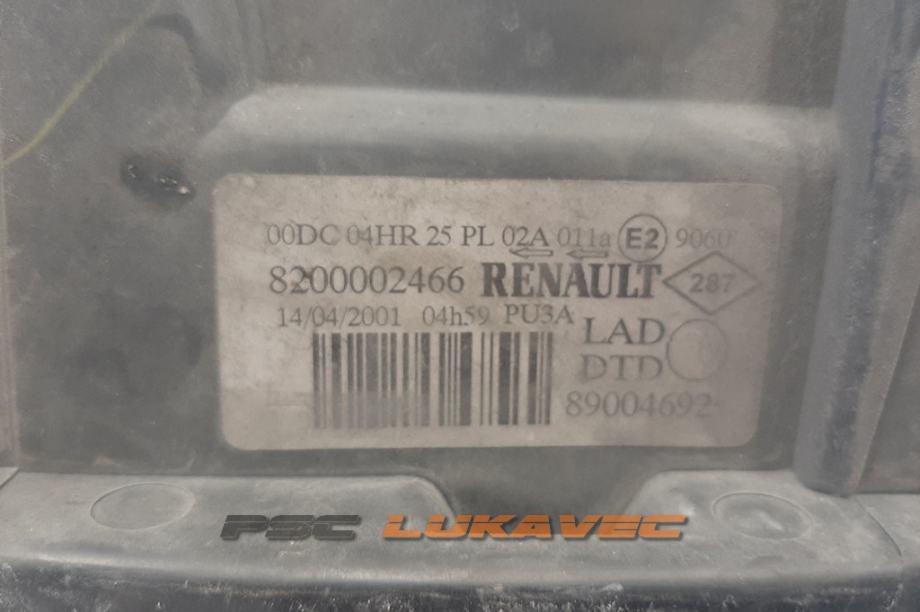 00DC 04HR 25 PL 02A 011a E2 9060
8200002466 RENAULT 287
14/04/2001 04h59 PU3A
LAD
DTD
89004692
PSC LUKAVEC